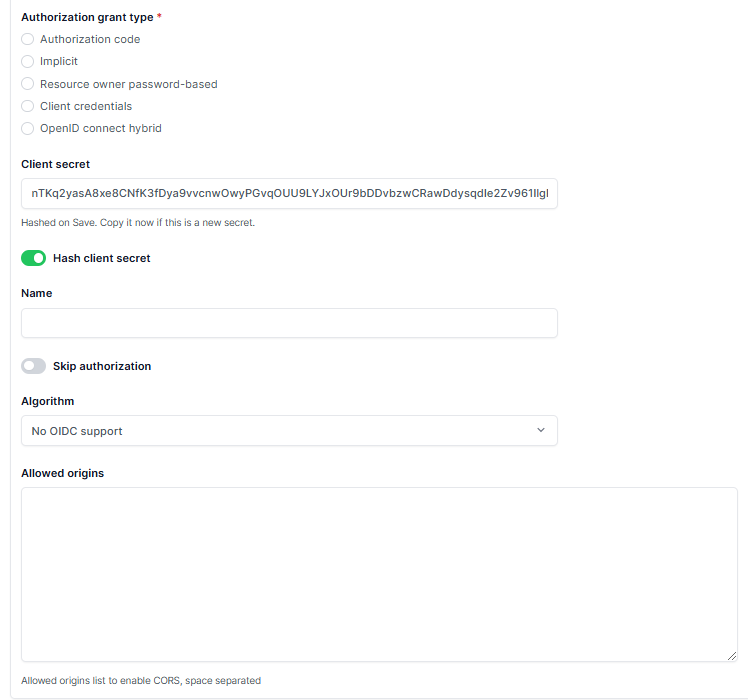 Authorization grant type *
Authorization code
Implicit
Resource owner password-based
Client credentials
OpenID connect hybrid
Client secret
Hashed on Save. Copy it now if this is a new secret.
Hash client secret
Name
Skip authorization
Algorithm
No OIDC support
Allowed origins
Allowed origins list to enable CORS, space separated